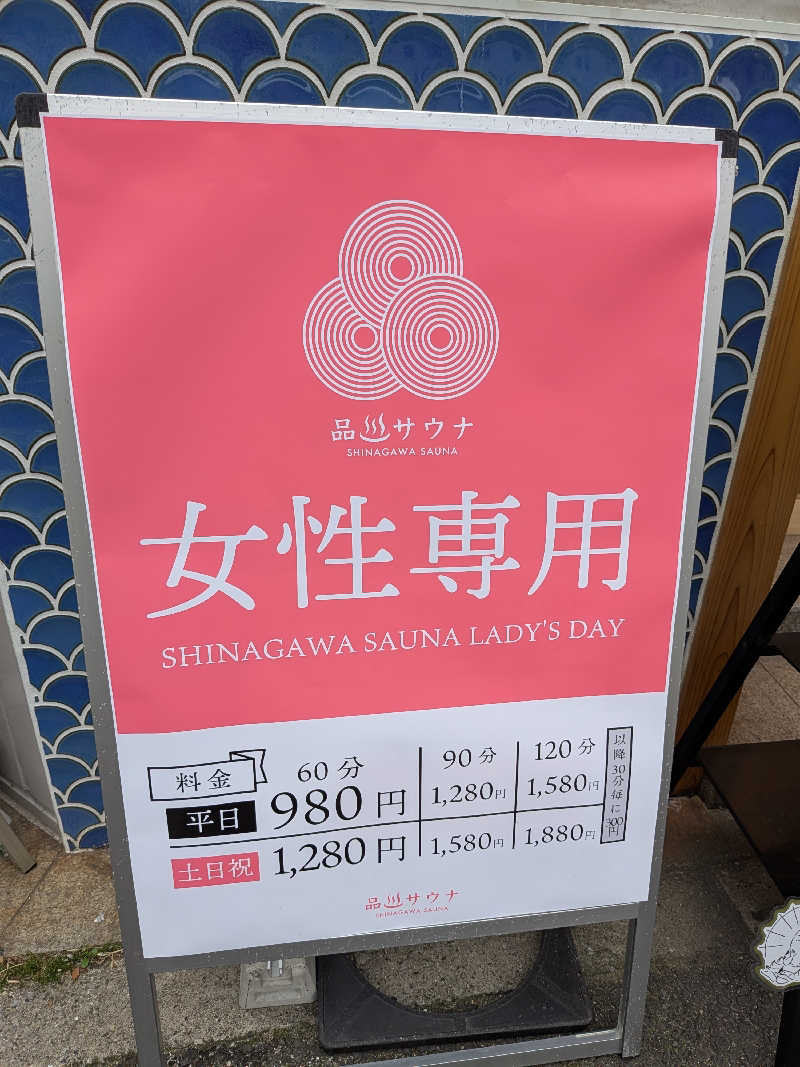 品川サウナ
SHINAGAWA SAUNA
女性専用
SHINAGAWA SAUNA LADY'S DAY
料金 60分 90分 120分
平日 980円 1,280円 1,580円
土日祝 1,280円 1,580円 1,880円
以降30分毎に300円
品川サウナ
SHINAGAWA SAUNA